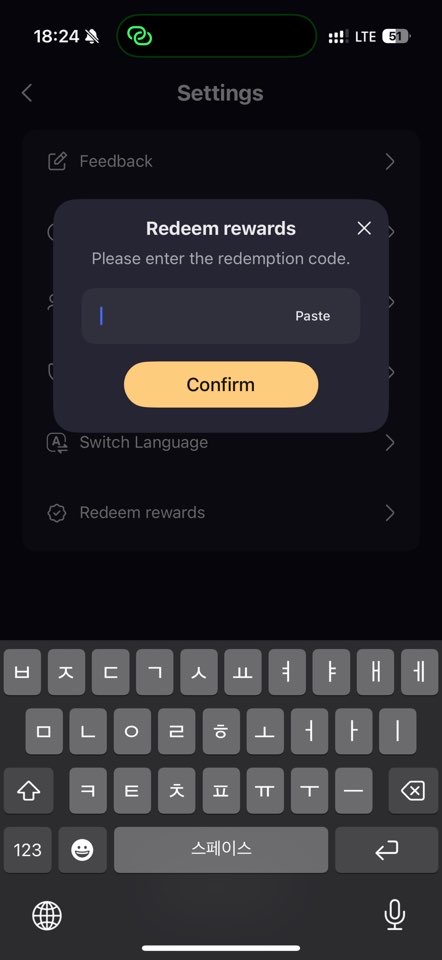 18:24 LTE 51
Settings
Feedback
Redeem rewards
Please enter the redemption code.
Paste
Confirm
Switch Language
Redeem rewards
ㅂ ㅈ ㄷ ㄱ ㅅ ㅛ ㅕ ㅑ ㅐ ㅔ
ㅁ ㄴ ㅇ ㄹ ㅎ ㅗ ㅓ ㅏ ㅣ
ㅋ ㅌ ㅊ ㅍ ㅠ ㅜ ㅡ
123 스페이스